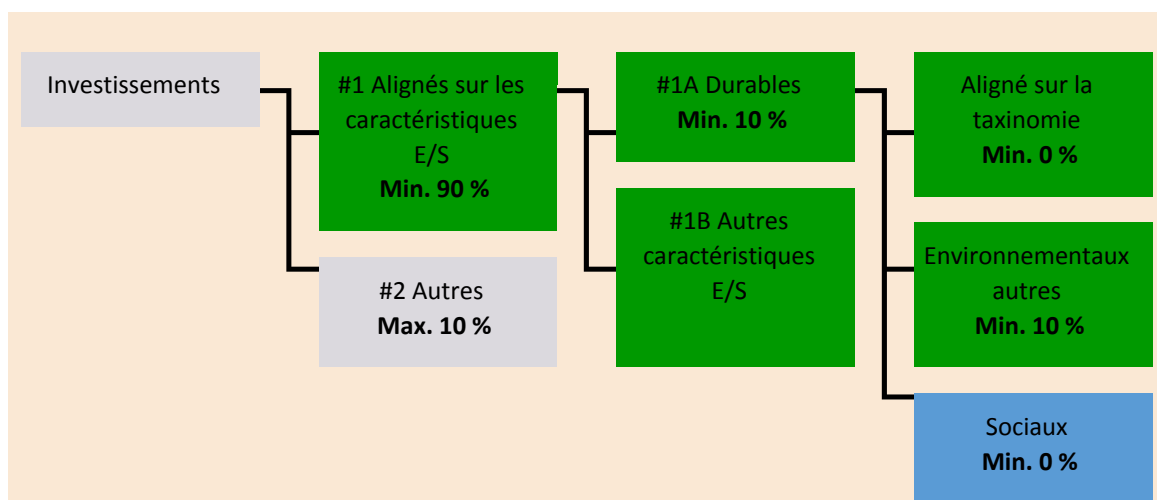 Investissements
#1 Alignés sur les
caractéristiques
E/S
Min. 90 %
#2 Autres
Max. 10 %
#1A Durables
Min. 10 %
#1B Autres
caractéristiques
E/S
Aligné sur la
taxinomie
Min. 0 %
Environnementaux
autres
Min. 10 %
Sociaux
Min. 0 %